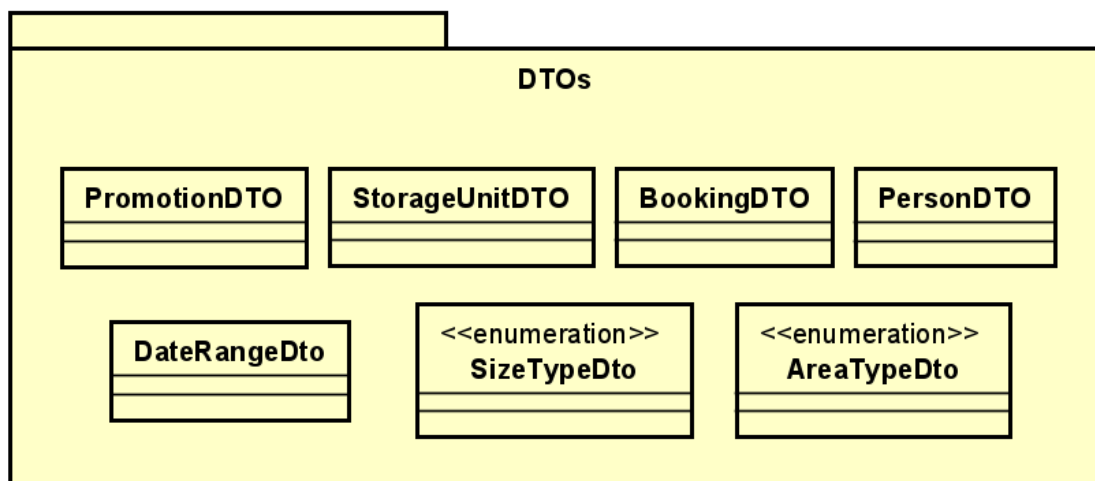 DTOs
PromotionDTO
StorageUnitDTO
BookingDTO
PersonDTO
DateRangeDto
<<enumeration>>
SizeTypeDto
<<enumeration>>
AreaTypeDto